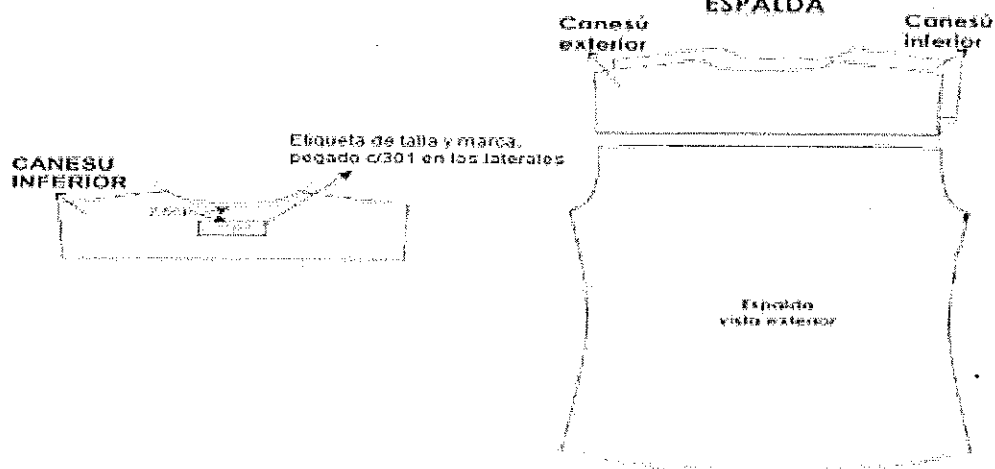 ESPALDA
Canesú
exterior
Canesú
inferior
Etiqueta de talla y marca,
pegado c/301 en los laterales
CANESU
INFERIOR
Espalda
vista exterior